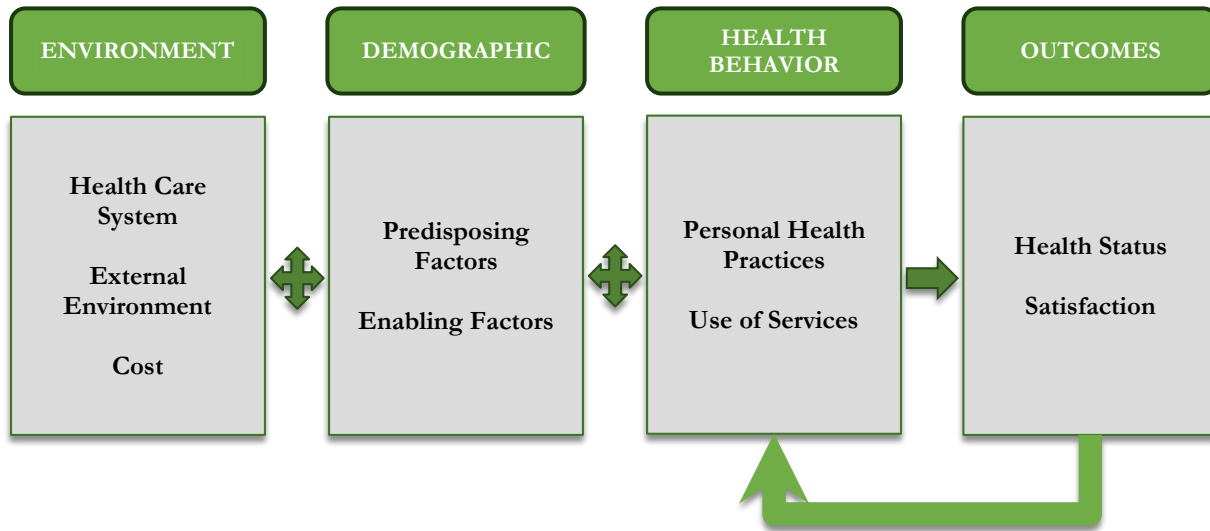 ENVIRONMENT
DEMOGRAPHIC
HEALTH
BEHAVIOR
OUTCOMES
Health Care
System
External
Environment
Cost
Predisposing
Factors
Enabling Factors
Personal Health
Practices
Use of Services
Health Status
Satisfaction